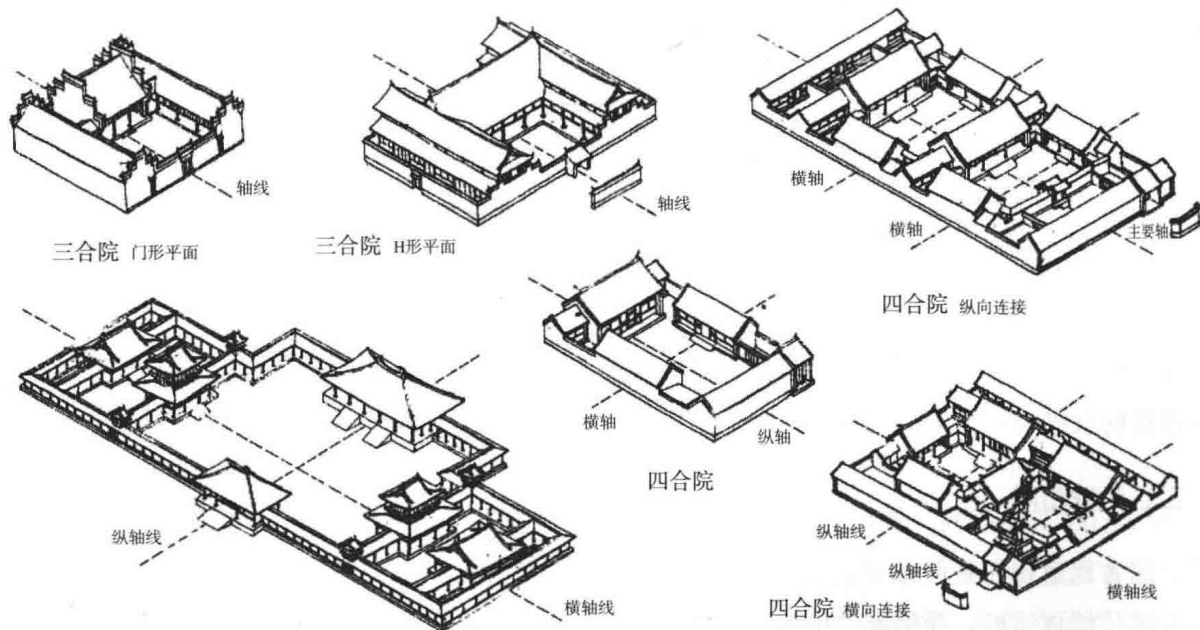 轴线
三合院 门形平面
轴线
三合院 H形平面
横轴
横轴
主要轴
四合院 纵向连接
纵轴线
横轴线
横轴
纵轴
四合院
纵轴线
纵轴线
横轴线
四合院 横向连接